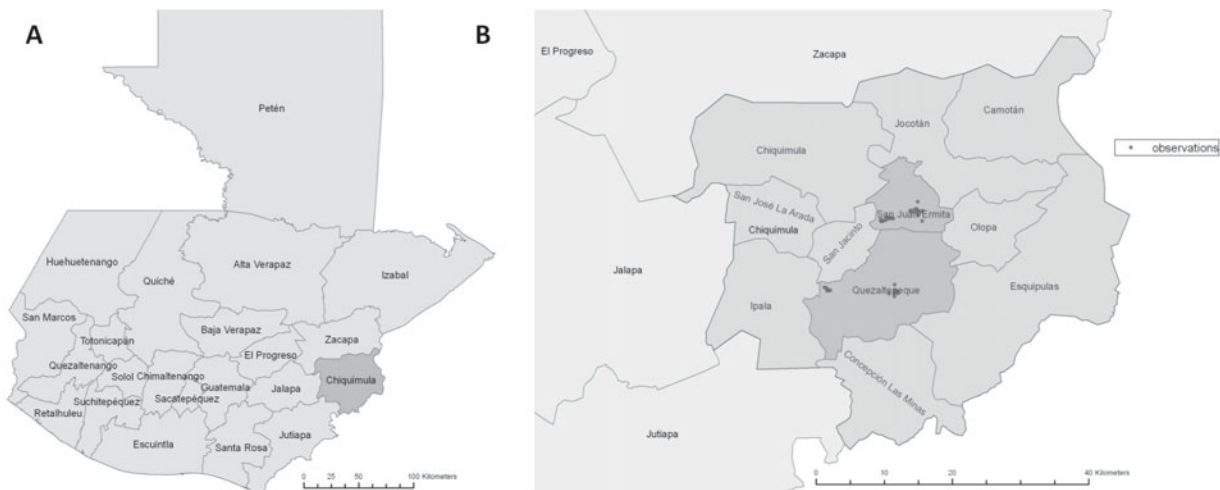 A
Petén
Huehuetenango
Quiché
Alta Verapaz
Izabal
San Marcos
Totonicapán
Baja Verapaz
Zacapa
El Progreso
Quezaltenango
Sololá
Chimaltenango
Guatemala
Jalapa
Chiquimula
Retalhuleu
Suchitepéquez
Sacatepéquez
Escuintla
Santa Rosa
Jutiapa
0 25 50 100 Kilometers
B
El Progreso
Zacapa
Jocotán
Camotán
observations
Chiquimula
San José La Arada
Chiquimula
San Jacinto
San Juan Ermita
Olopa
Jalapa
Ipala
Quezaltepeque
Esquipulas
Concepción Las Minas
Jutiapa
0 10 20 40 Kilometers